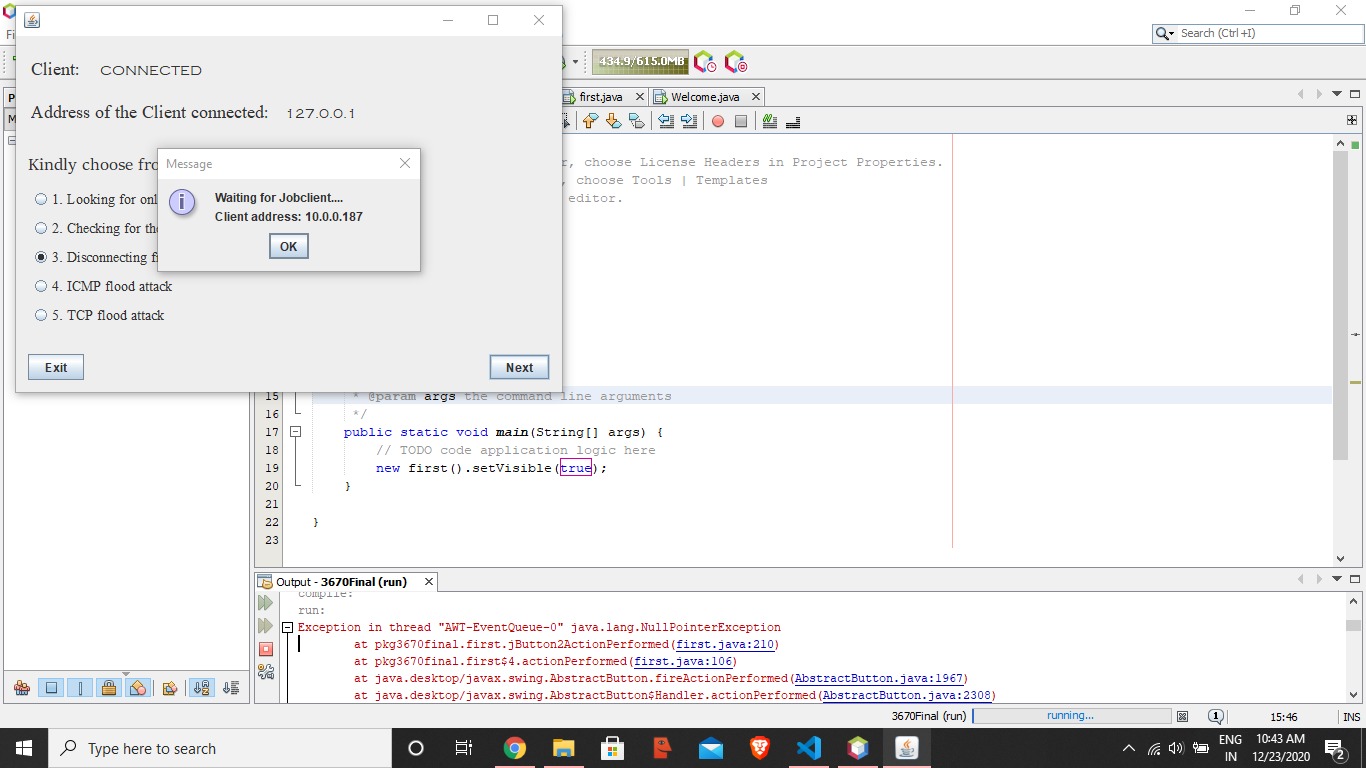 Search (Ctrl+I)
434.9/615.0MB
Client: CONNECTED
Address of the Client connected: 127.0.0.1
Kindly choose
1. Looking for
2. Checking for
3. Disconnecting
4. ICMP flood attack
5. TCP flood attack
Exit
Next
Message
Waiting for Jobclient....
Client address: 10.0.0.187
OK
first.java
Welcome.java
, choose License Headers in Project Properties.
, choose Tools | Templates
editor.
15 * @param args the command line arguments
16 */
17 public static void main(String[] args) {
18 // TODO code application logic here
19 new first().setVisible(true);
20 }
21
22 }
23
Output - 3670Final (run)
compile:
run:
Exception in thread "AWT-EventQueue-0" java.lang.NullPointerException
at pkg3670final.first.jButton2ActionPerformed(first.java:210)
at pkg3670final.first$4.actionPerformed(first.java:106)
at java.desktop/javax.swing.AbstractButton.fireActionPerformed(AbstractButton.java:1967)
at java.desktop/javax.swing.AbstractButton$Handler.actionPerformed(AbstractButton.java:2308)
3670Final (run)
running...
1
15:46
INS
Type here to search
ENG
IN
10:43 AM
12/23/2020
2